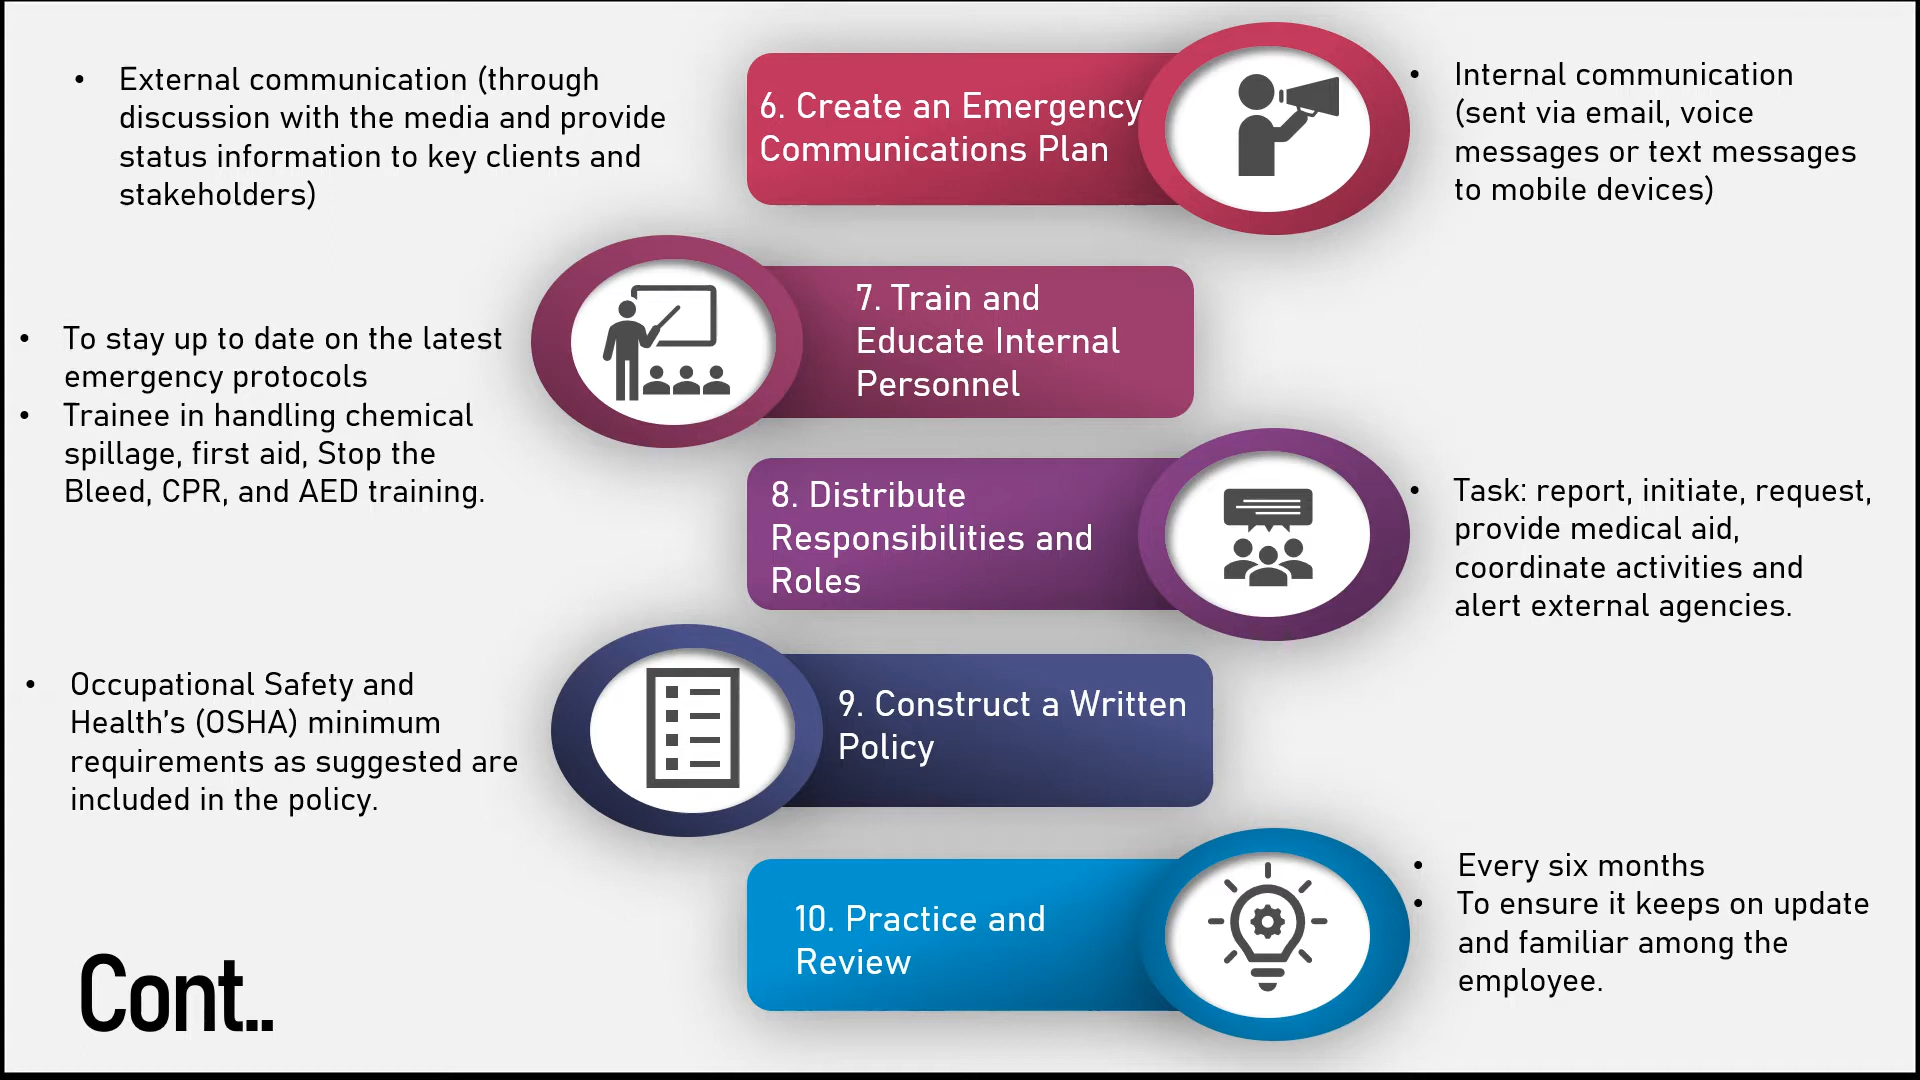 • External communication (through
discussion with the media and provide
status information to key clients and
stakeholders)
6. Create an Emergency
Communications Plan
• Internal communication
(sent via email, voice
messages or text messages
to mobile devices)
• To stay up to date on the latest
emergency protocols
• Trainee in handling chemical
spillage, first aid, Stop the
Bleed, CPR, and AED training.
7. Train and
Educate Internal
Personnel
8. Distribute
Responsibilities and
Roles
• Task: report, initiate, request,
provide medical aid,
coordinate activities and
alert external agencies.
• Occupational Safety and
Health’s (OSHA) minimum
requirements as suggested are
included in the policy.
9. Construct a Written
Policy
10. Practice and
Review
• Every six months
• To ensure it keeps on update
and familiar among the
employee.
Cont..